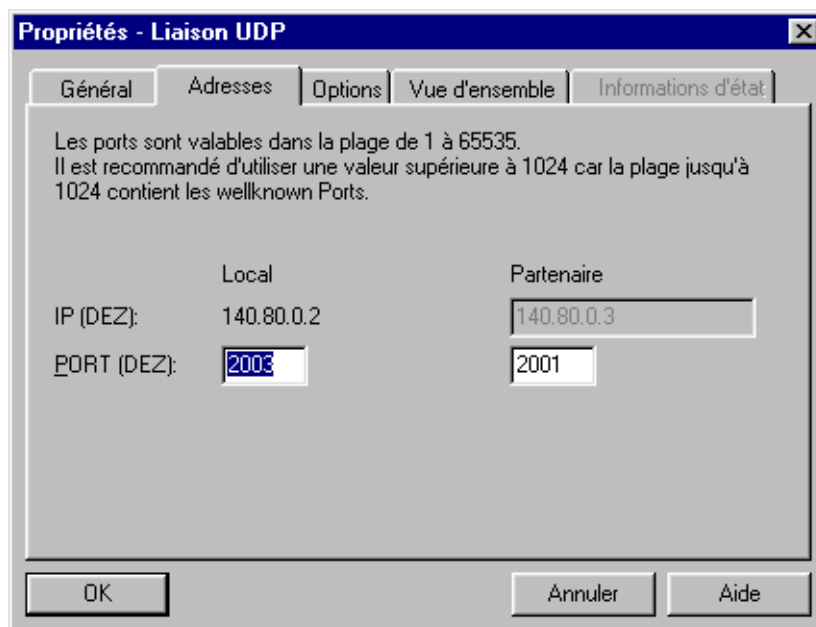 Propriétés - Liaison UDP
Général Adresses Options Vue d'ensemble Informations d'état
Les ports sont valables dans la plage de 1 à 65535.
Il est recommandé d'utiliser une valeur supérieure à 1024 car la plage jusqu'à
1024 contient les wellknown Ports.
Local Partenaire
IP (DEZ): 140.80.0.2 140.80.0.3
PORT (DEZ): 2003 2001
OK Annuler Aide